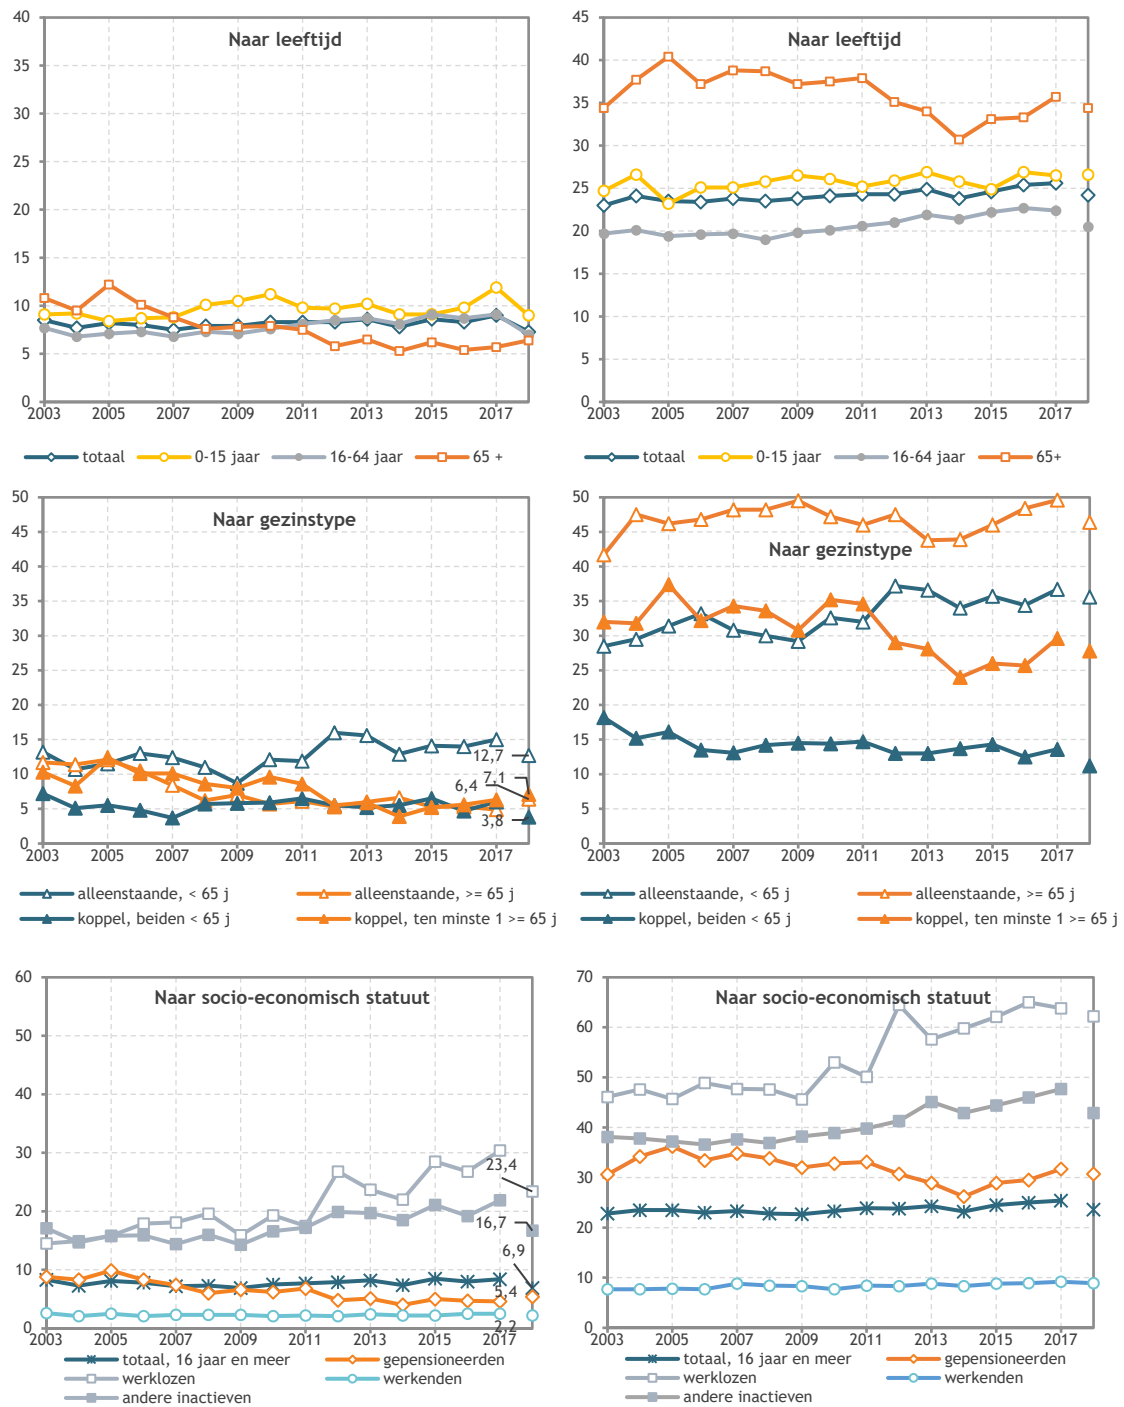 Naar leeftijd
40
35
30
25
20
15
10
5
0
2003 2005 2007 2009 2011 2013 2015 2017
totaal 0-15 jaar 16-64 jaar 65 +
Naar leeftijd
45
40
35
30
25
20
15
10
5
0
2003 2005 2007 2009 2011 2013 2015 2017
totaal 0-15 jaar 16-64 jaar 65+
Naar gezinstype
50
45
40
35
30
25
20
15
10
5
0
12,7
7,1
6,4
3,8
2003 2005 2007 2009 2011 2013 2015 2017
alleenstaande, < 65 j alleenstaande, >= 65 j
koppel, beiden < 65 j koppel, ten minste 1 >= 65 j
Naar gezinstype
50
45
40
35
30
25
20
15
10
5
0
2003 2005 2007 2009 2011 2013 2015 2017
alleenstaande, < 65 j alleenstaande, >= 65 j
koppel, beiden < 65 j koppel, ten minste 1 >= 65 j
Naar socio-economisch statuut
60
50
40
30
20
10
0
23,4
16,7
6,9
5,4
2,2
2003 2005 2007 2009 2011 2013 2015 2017
totaal, 16 jaar en meer gepensioneerden
werklozen werkenden
andere inactieven
Naar socio-economisch statuut
70
60
50
40
30
20
10
0
2003 2005 2007 2009 2011 2013 2015 2017
totaal, 16 jaar en meer gepensioneerden
werklozen werkenden
andere inactieven